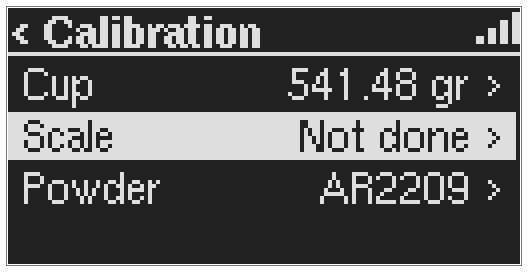 < Calibration
Cup 541.48 gr >
Scale Not done >
Powder AR2209 >